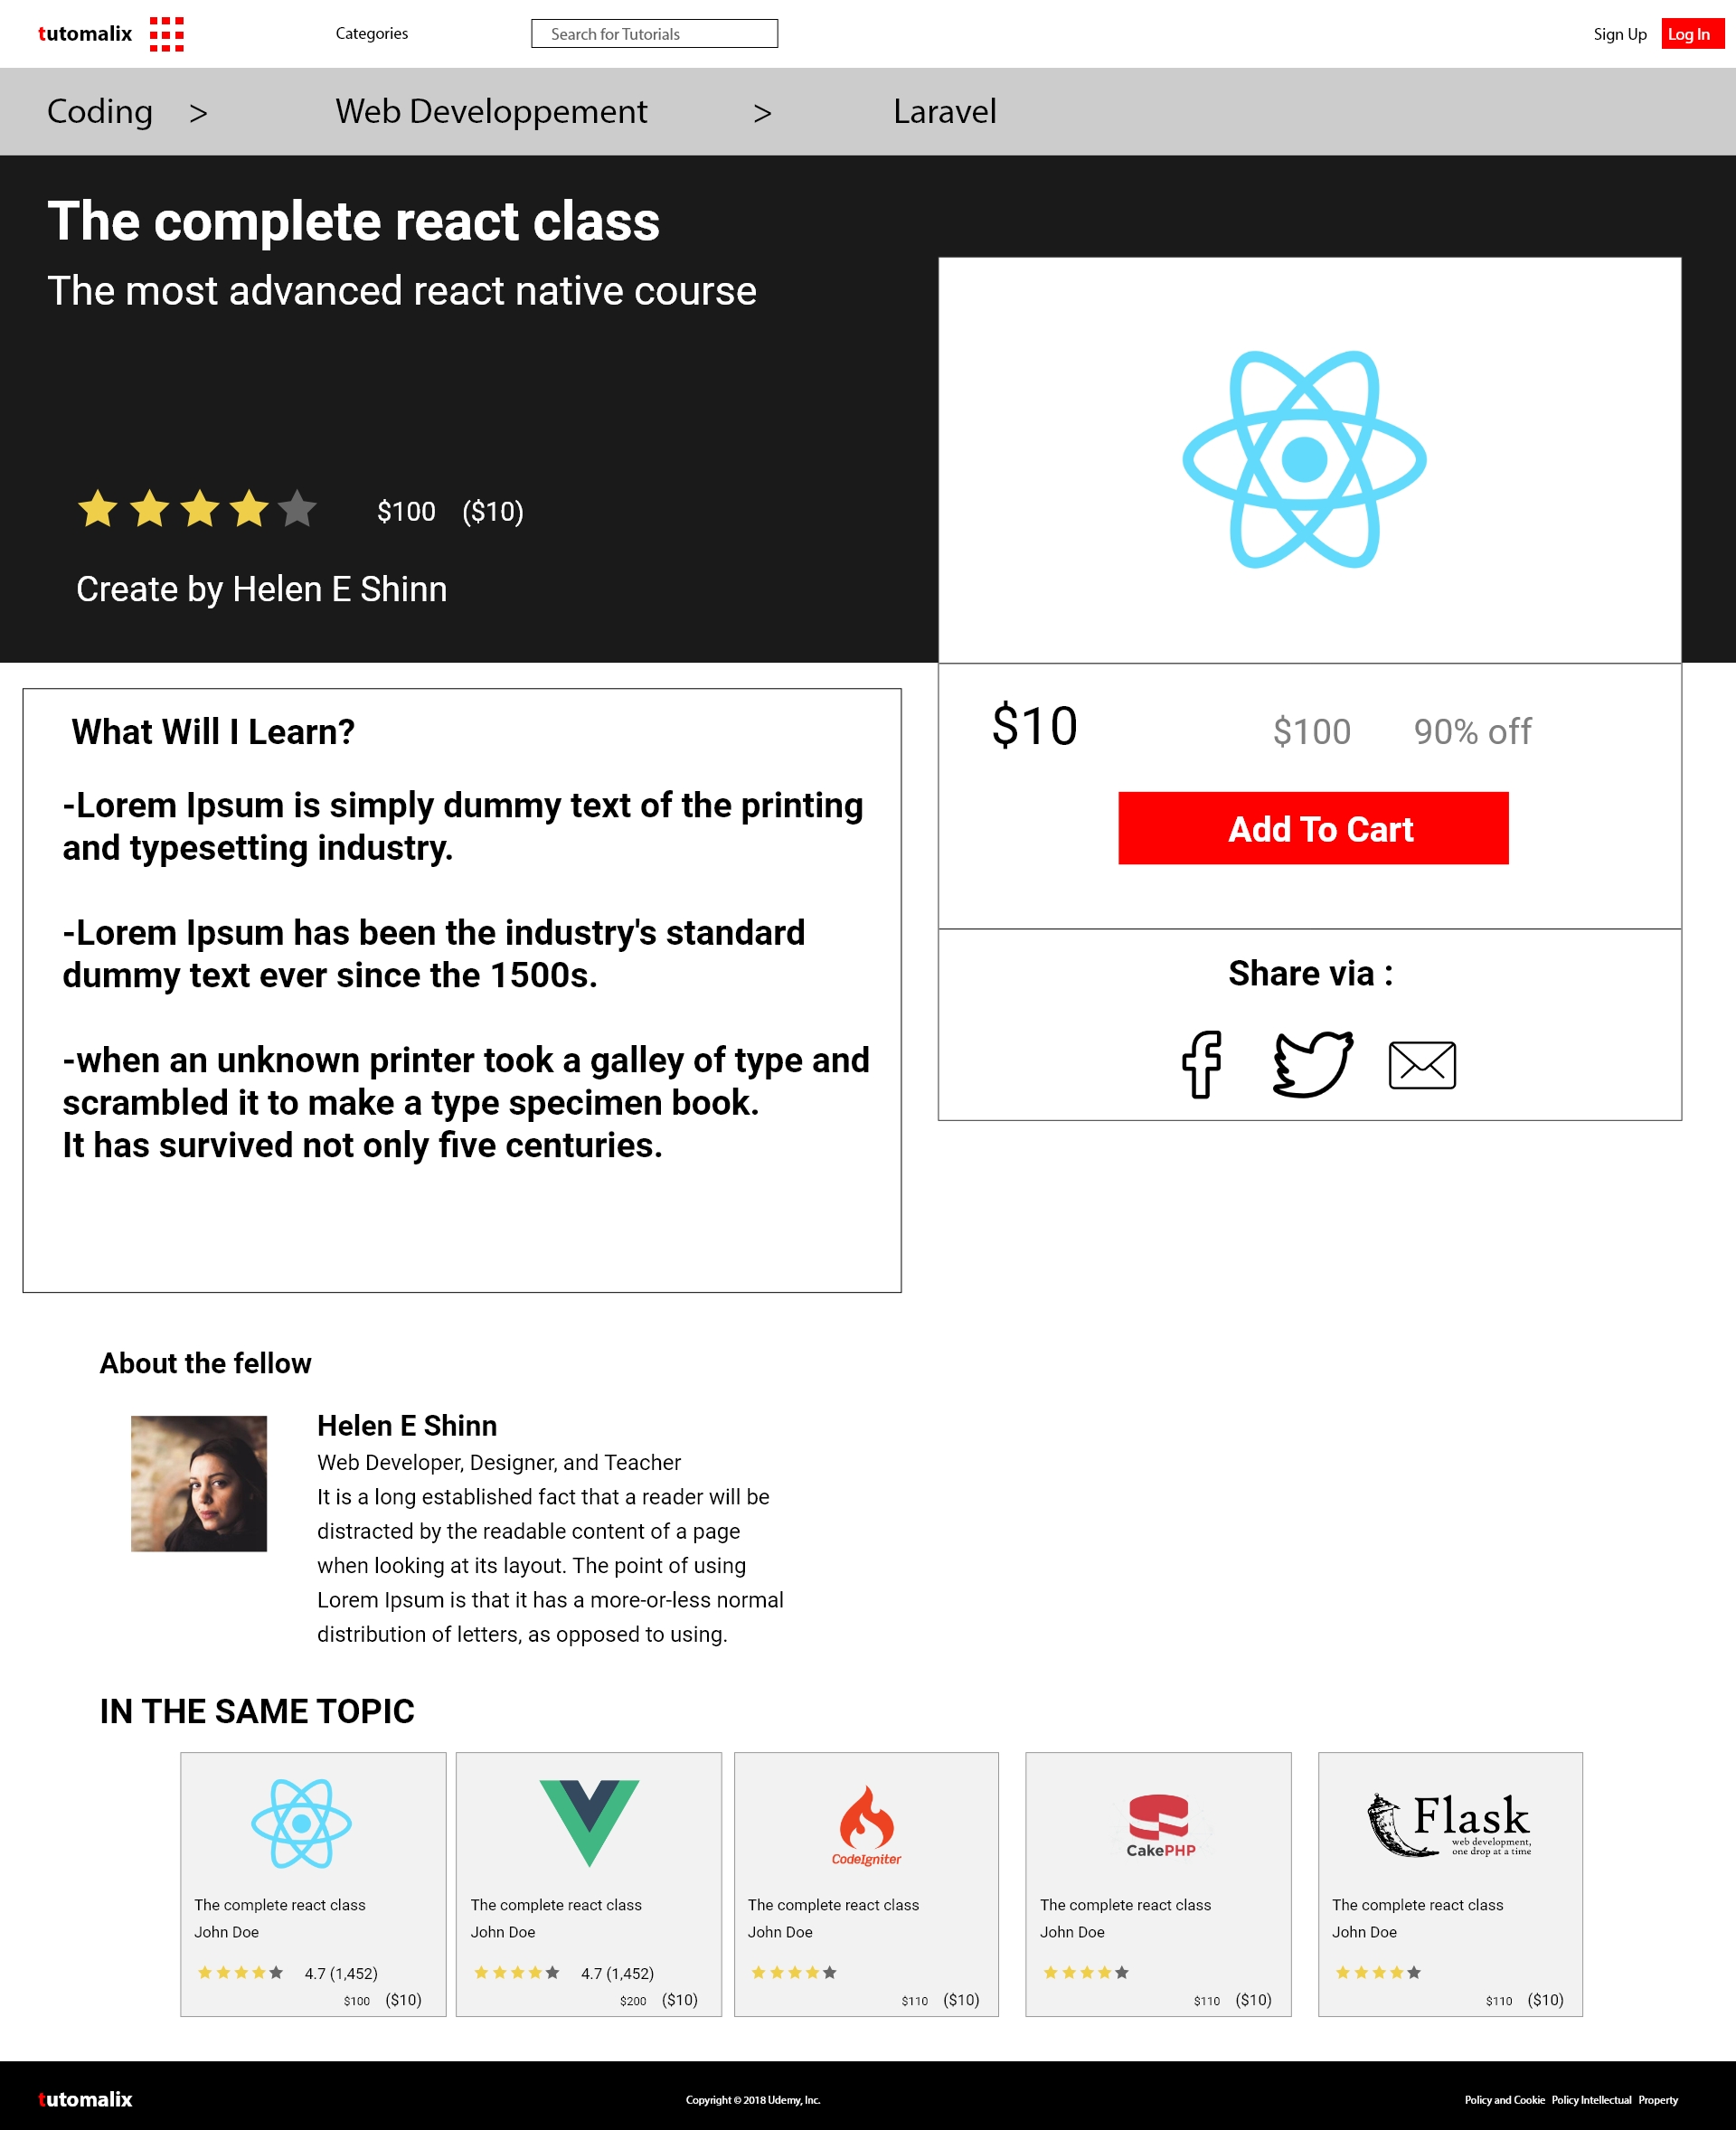 tutomalix
Categories
Search for Tutorials
Sign Up
Log In
Coding > Web Developpement > Laravel
The complete react class
The most advanced react native course
$100 ($10)
Create by Helen E Shinn
$10 $100 90% off
Add To Cart
Share via :
What Will I Learn?
-Lorem Ipsum is simply dummy text of the printing
and typesetting industry.
-Lorem Ipsum has been the industry's standard
dummy text ever since the 1500s.
-when an unknown printer took a galley of type and
scrambled it to make a type specimen book.
It has survived not only five centuries.
About the fellow
Helen E Shinn
Web Developer, Designer, and Teacher
It is a long established fact that a reader will be
distracted by the readable content of a page
when looking at its layout. The point of using
Lorem Ipsum is that it has a more-or-less normal
distribution of letters, as opposed to using.
IN THE SAME TOPIC
The complete react class
John Doe
4.7 (1,452)
$100 ($10)
The complete react class
John Doe
4.7 (1,452)
$200 ($10)
CodeIgniter
The complete react class
John Doe
$110 ($10)
CakePHP
The complete react class
John Doe
$110 ($10)
Flask
web development,
one drop at a time
The complete react class
John Doe
$110 ($10)
tutomalix
Copyright © 2018 Udemy, Inc.
Policy and Cookie Policy Intellectual Property